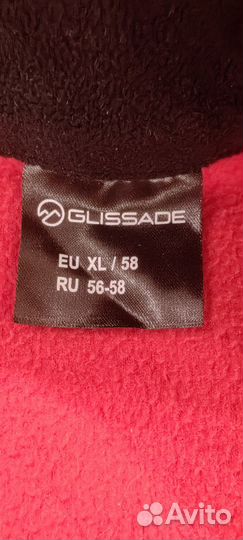 GLISSADE
EU XL / 58
RU 56-58
Avito